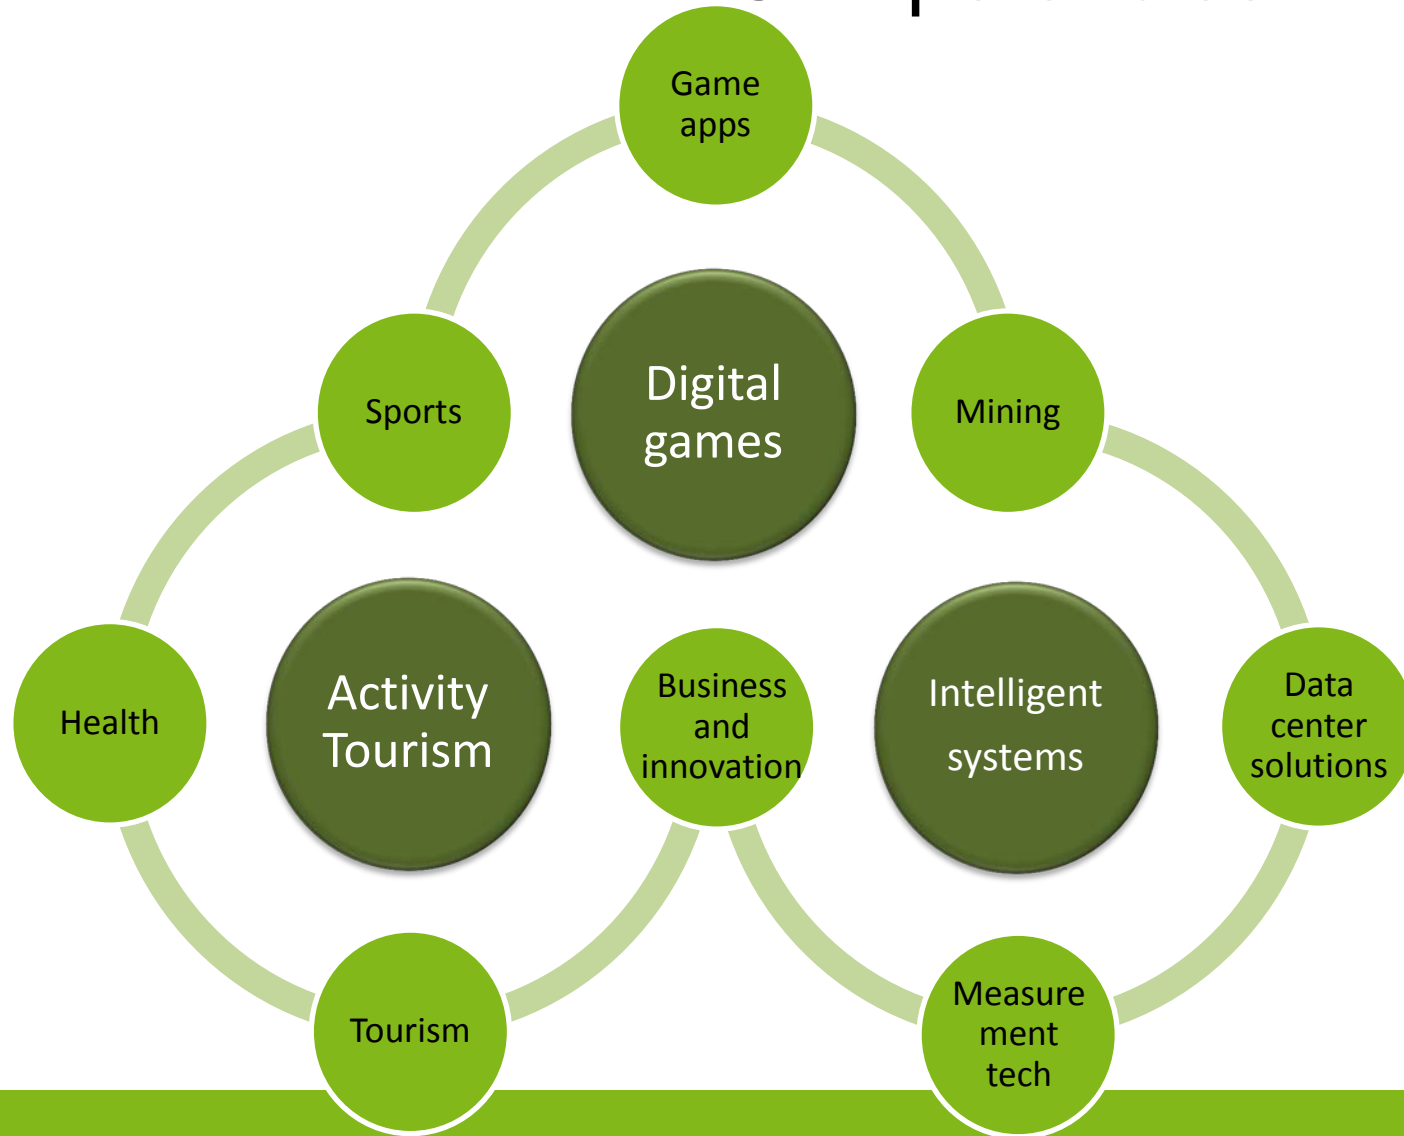 Game
apps
Sports
Digital
games
Mining
Health
Activity
Tourism
Business
and
innovation
Intelligent
systems
Data
center
solutions
Tourism
Measure
ment
tech